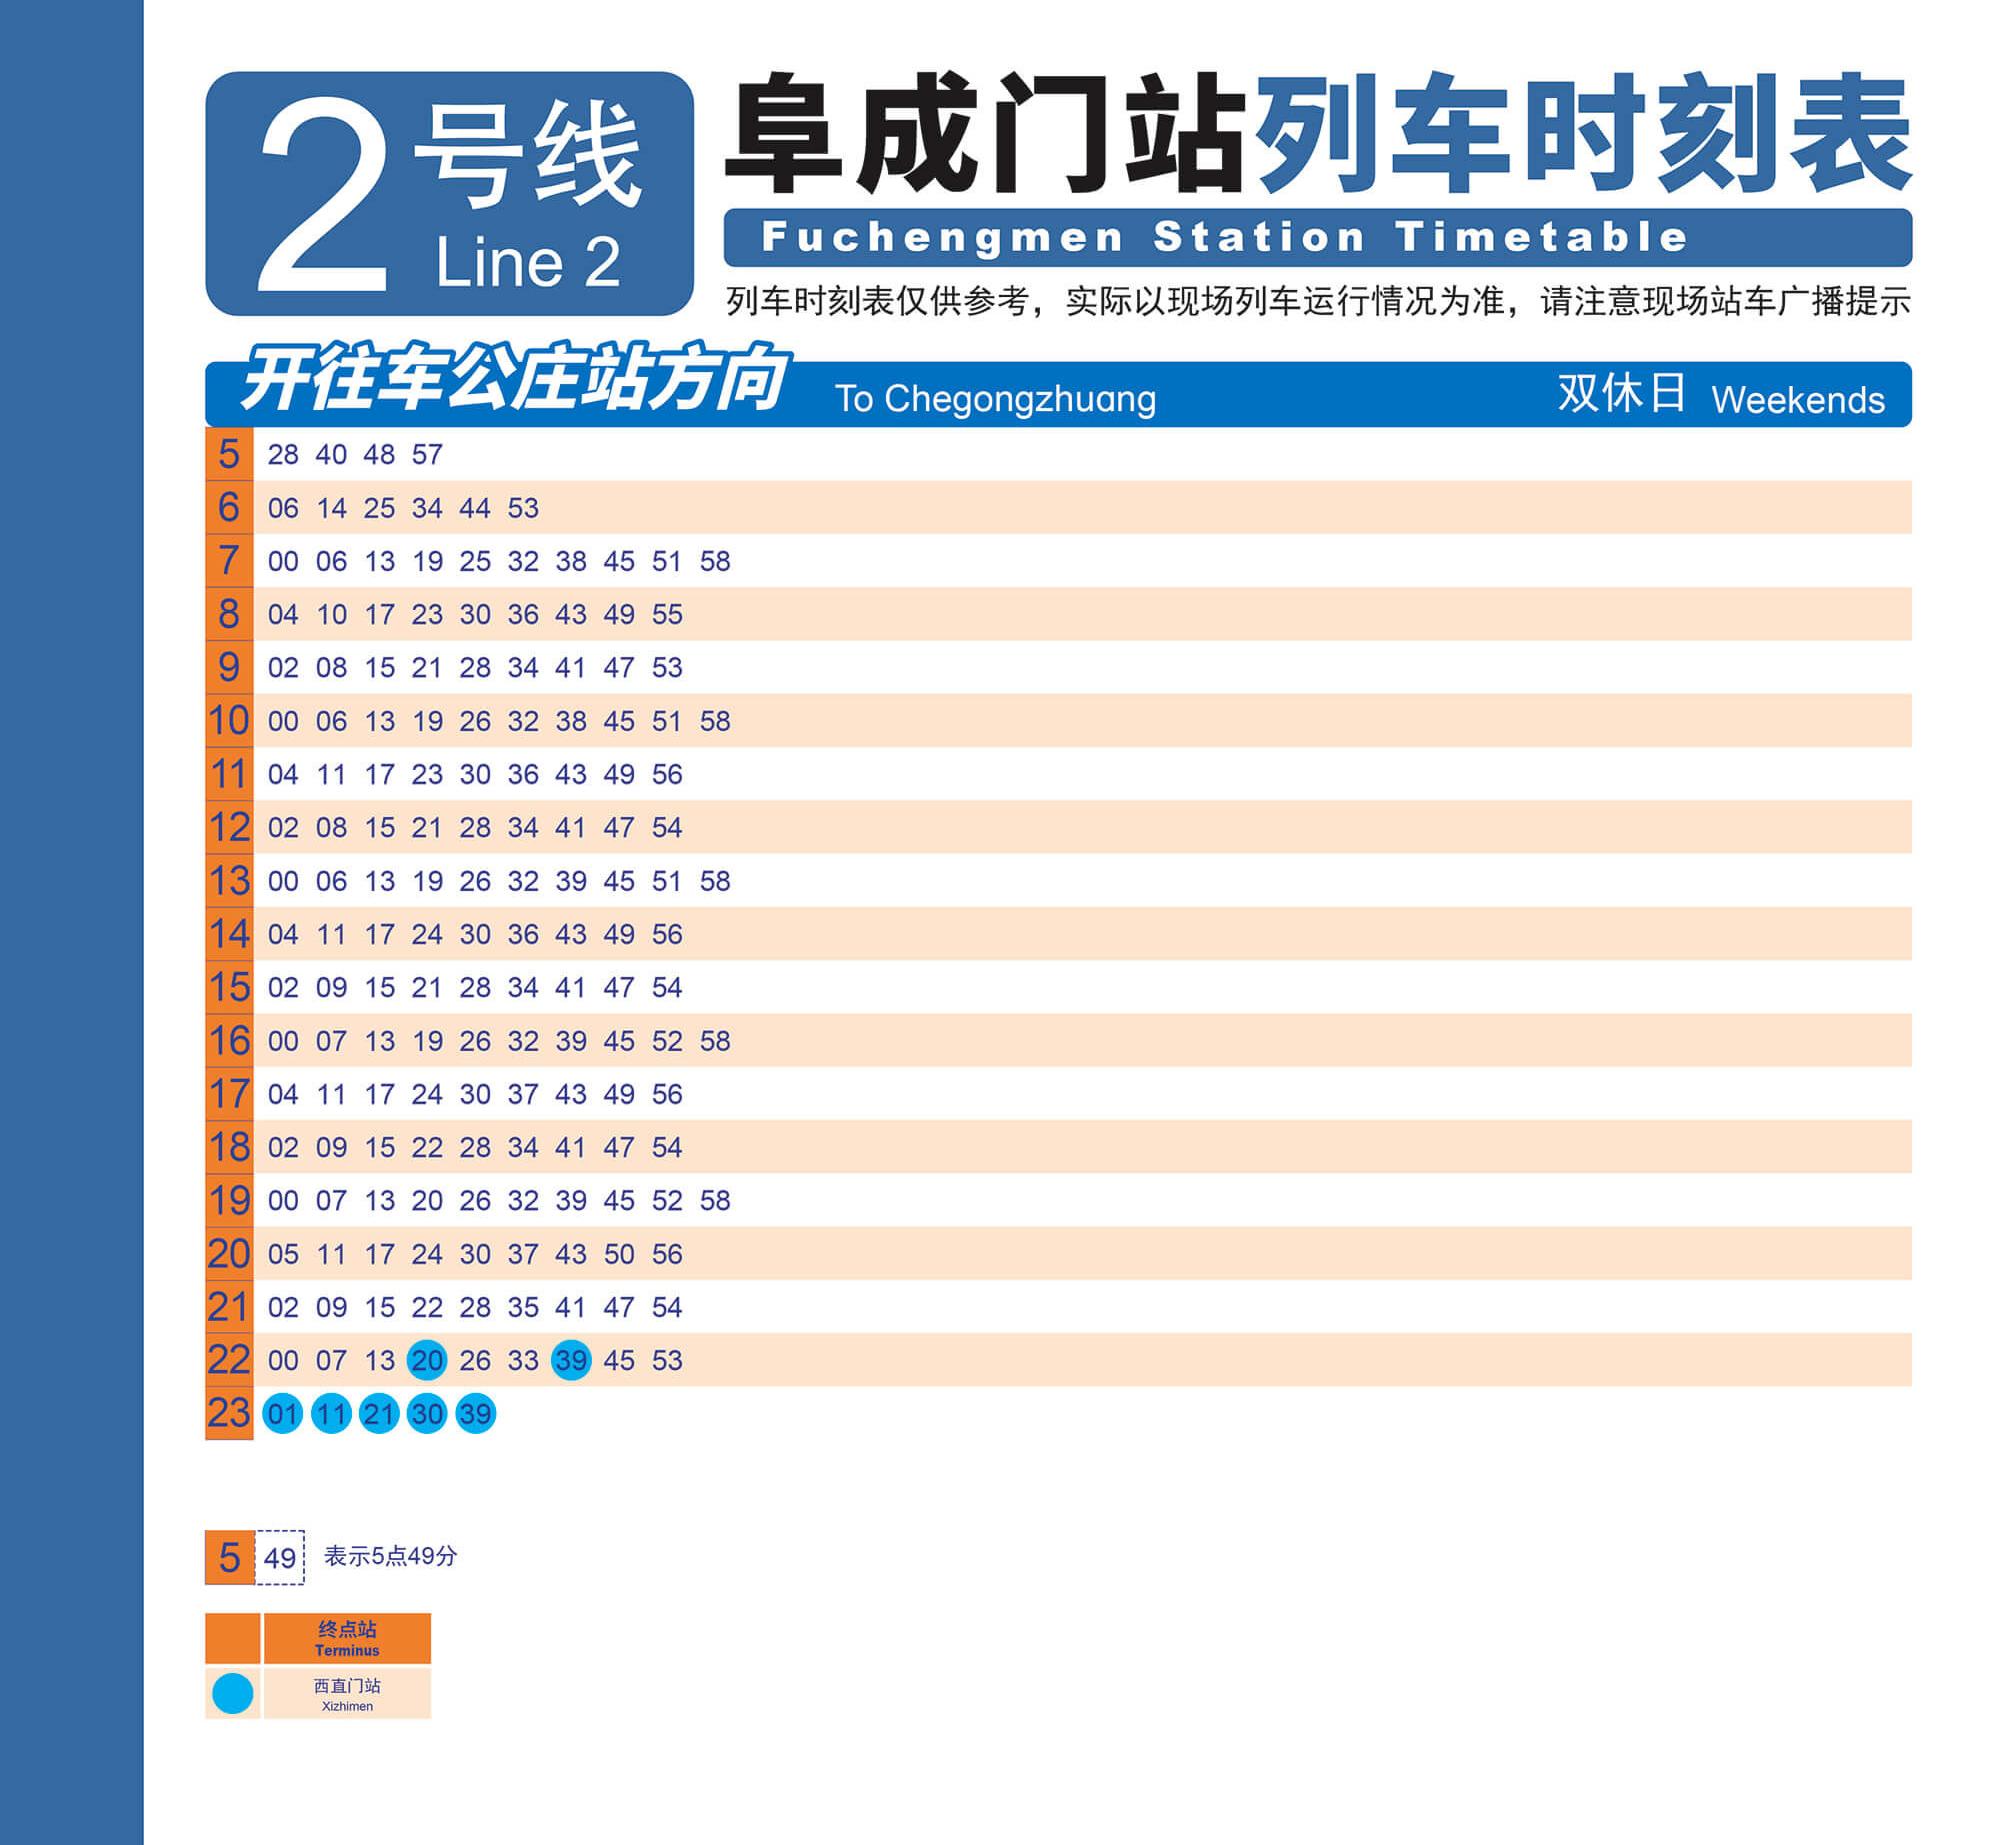 2号线
Line 2
阜成门站列车时刻表
Fuchengmen Station Timetable
列车时刻表仅供参考，实际以现场列车运行情况为准，请注意现场站车广播提示
开往车公庄站方向 To Chegongzhuang 双休日 Weekends
5 28 40 48 57
6 06 14 25 34 44 53
7 00 06 13 19 25 32 38 45 51 58
8 04 10 17 23 30 36 43 49 55
9 02 08 15 21 28 34 41 47 53
10 00 06 13 19 26 32 38 45 51 58
11 04 11 17 23 30 36 43 49 56
12 02 08 15 21 28 34 41 47 54
13 00 06 13 19 26 32 39 45 51 58
14 04 11 17 24 30 36 43 49 56
15 02 09 15 21 28 34 41 47 54
16 00 07 13 19 26 32 39 45 52 58
17 04 11 17 24 30 37 43 49 56
18 02 09 15 22 28 34 41 47 54
19 00 07 13 20 26 32 39 45 52 58
20 05 11 17 24 30 37 43 50 56
21 02 09 15 22 28 35 41 47 54
22 00 07 13 20 26 33 39 45 53
23 01 11 21 30 39
5 49 表示5点49分
终点站
Terminus
西直门站
Xizhimen